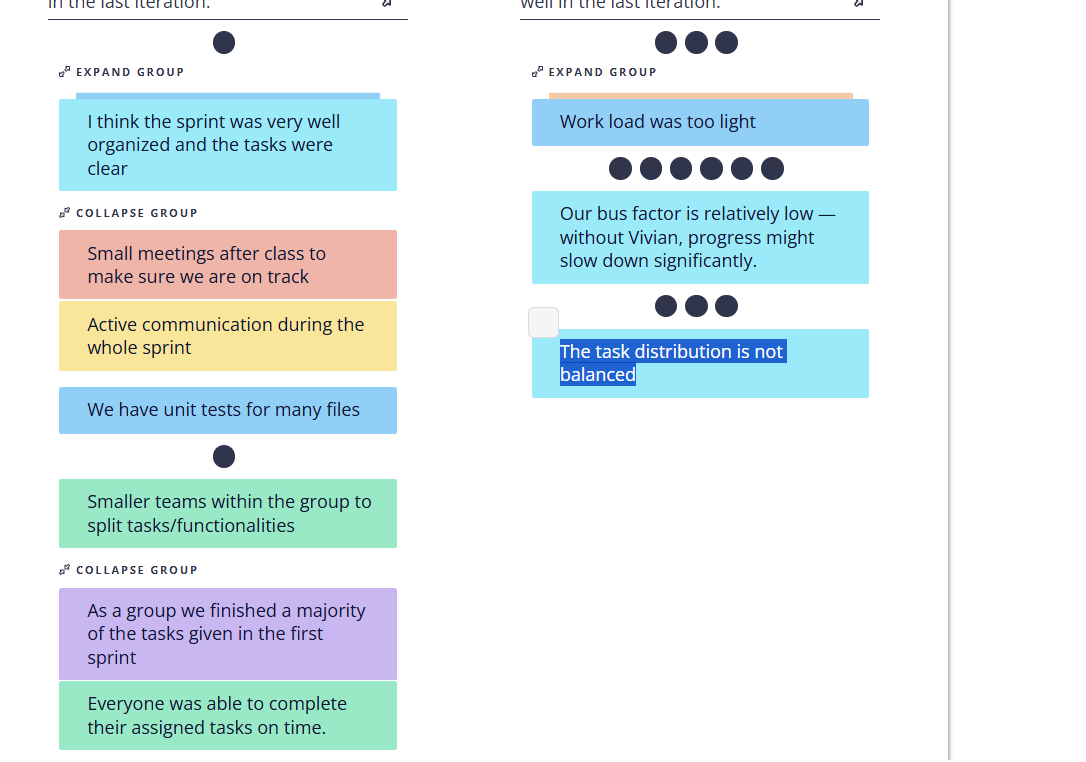 in the last iteration.
EXPAND GROUP
I think the sprint was very well
organized and the tasks were
clear
COLLAPSE GROUP
Small meetings after class to
make sure we are on track
Active communication during the
whole sprint
We have unit tests for many files
Smaller teams within the group to
split tasks/functionalities
COLLAPSE GROUP
As a group we finished a majority
of the tasks given in the first
sprint
Everyone was able to complete
their assigned tasks on time.
well in the last iteration.
EXPAND GROUP
Work load was too light
Our bus factor is relatively low —
without Vivian, progress might
slow down significantly.
The task distribution is not
balanced